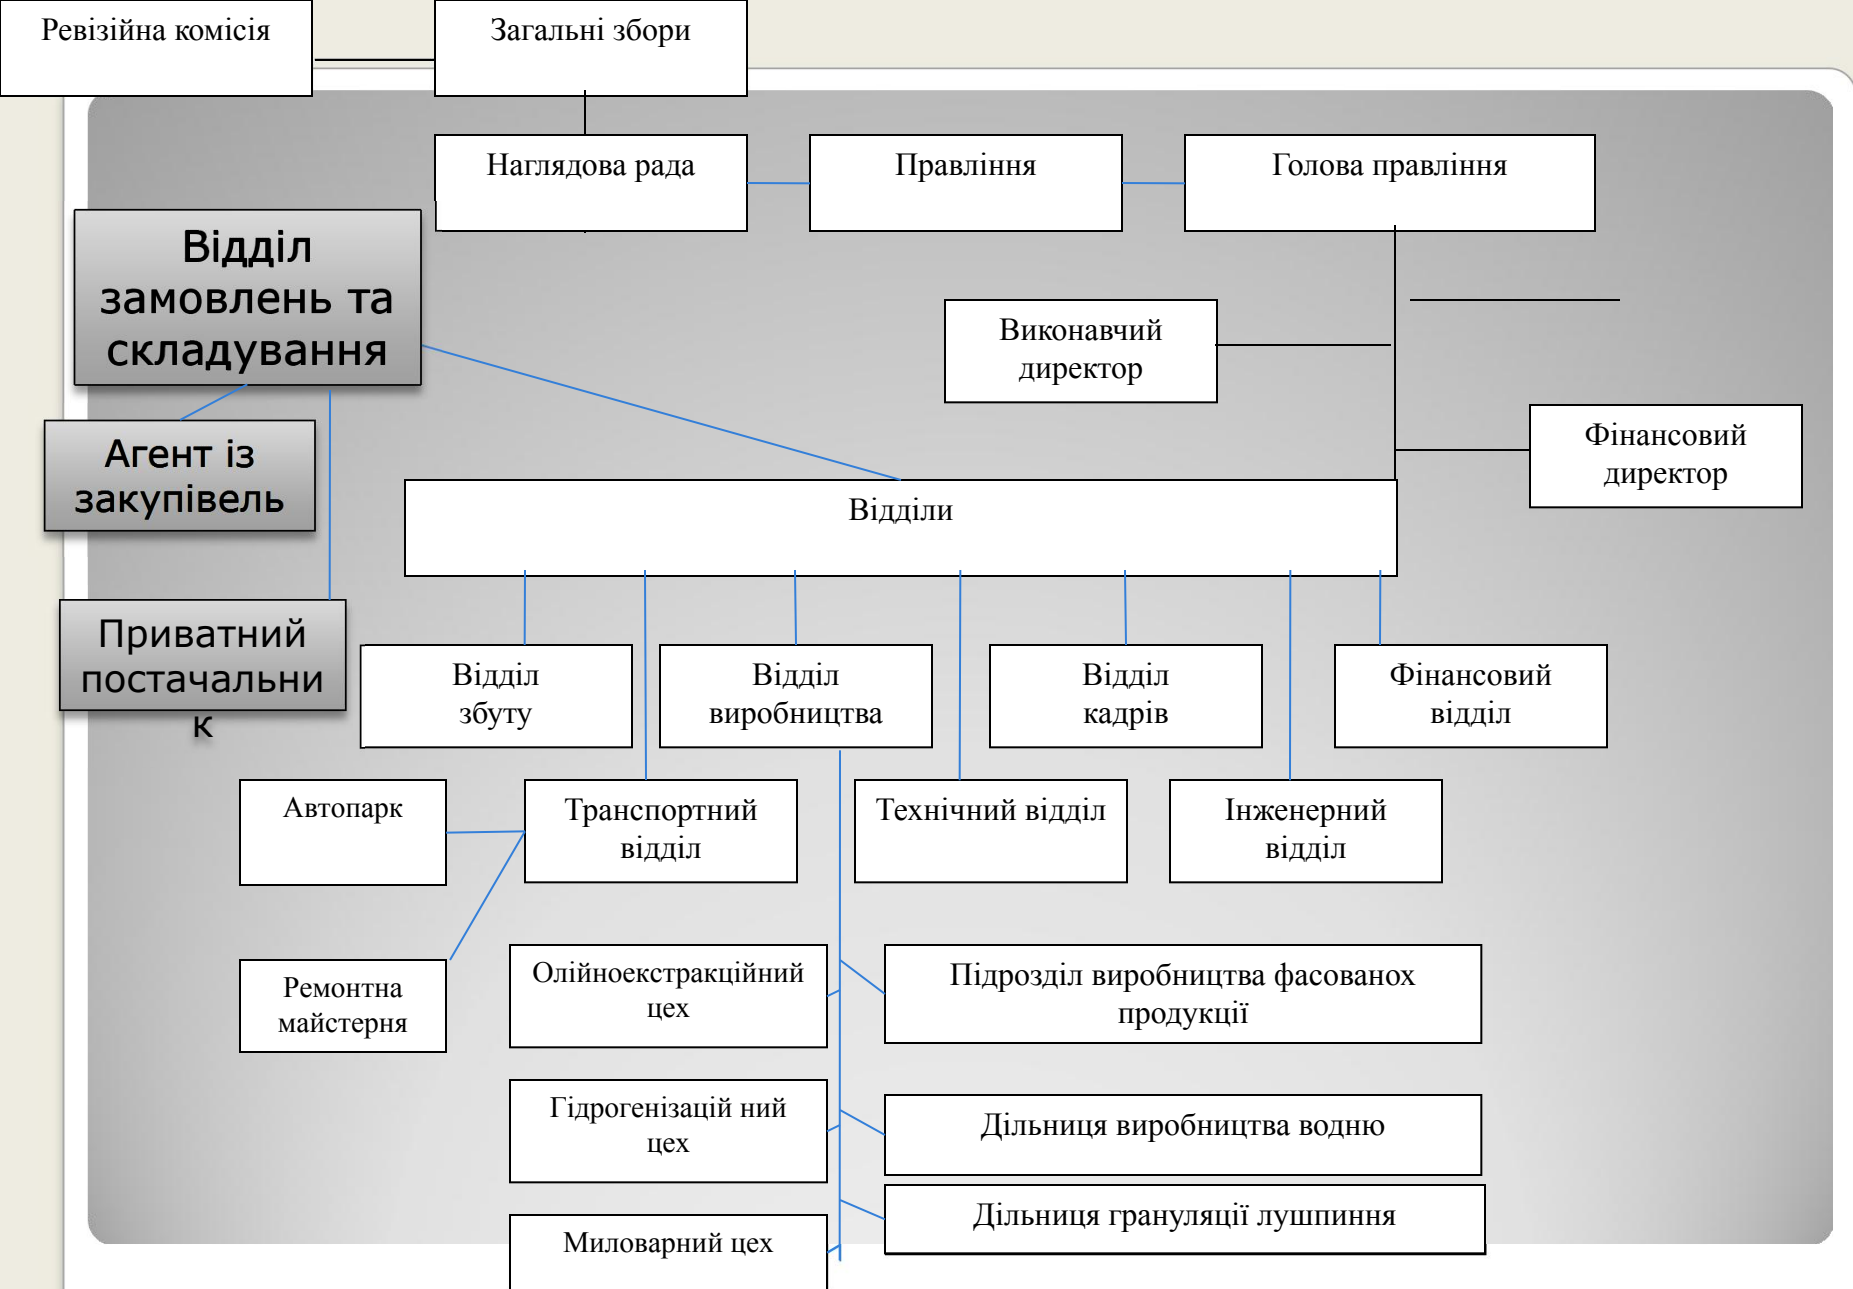 Ревізійна комісія
Загальні збори
Наглядова рада
Правління
Голова правління
Відділ
замовлень та
складування
Виконавчий
директор
Фінансовий
директор
Агент із
закупівель
Відділи
Приватний
постачальни
к
Відділ
збуту
Відділ
виробництва
Відділ
кадрів
Фінансовий
відділ
Автопарк
Транспортний
відділ
Технічний відділ
Інженерний
відділ
Ремонтна
майстерня
Олійноекстракційний
цех
Підрозділ виробництва фасованох
продукції
Гідрогенізацій ний
цех
Дільниця виробництва водню
Дільниця грануляції лушпиння
Миловарний цех